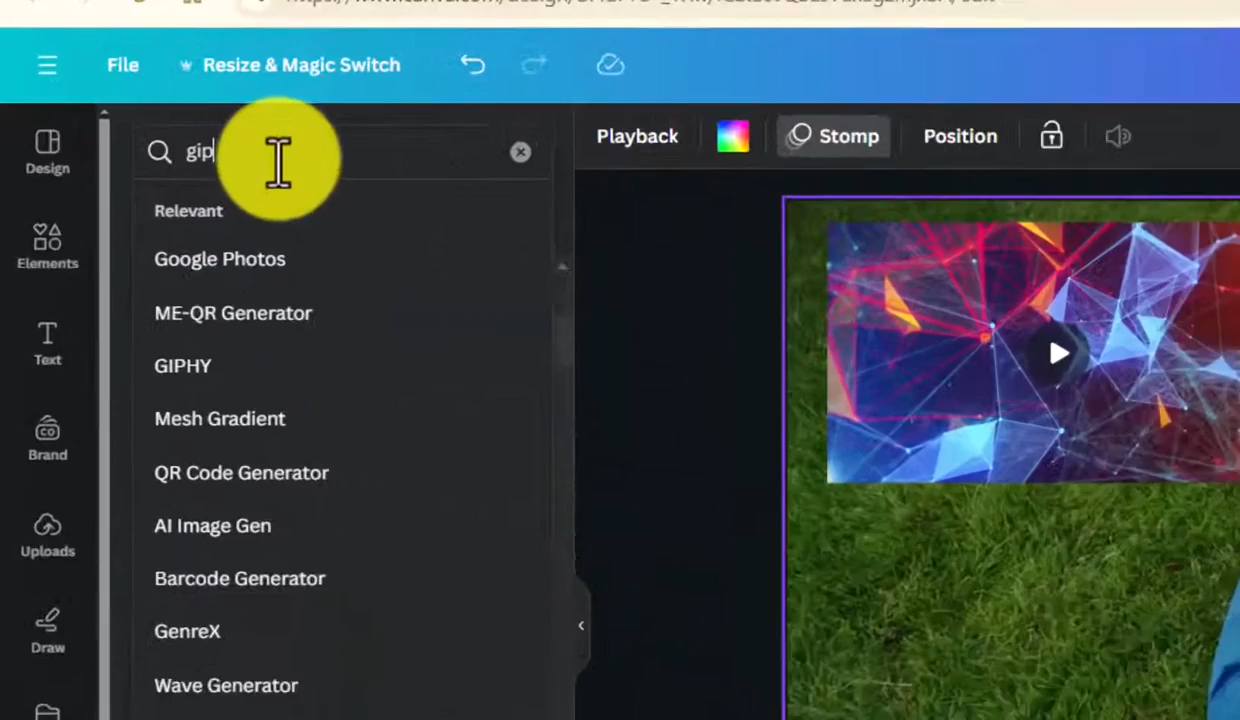 File
Resize & Magic Switch
Design
Elements
Text
Brand
Uploads
Draw
gip
Relevant
Google Photos
ME-QR Generator
GIPHY
Mesh Gradient
QR Code Generator
AI Image Gen
Barcode Generator
GenreX
Wave Generator
Playback
Stomp
Position